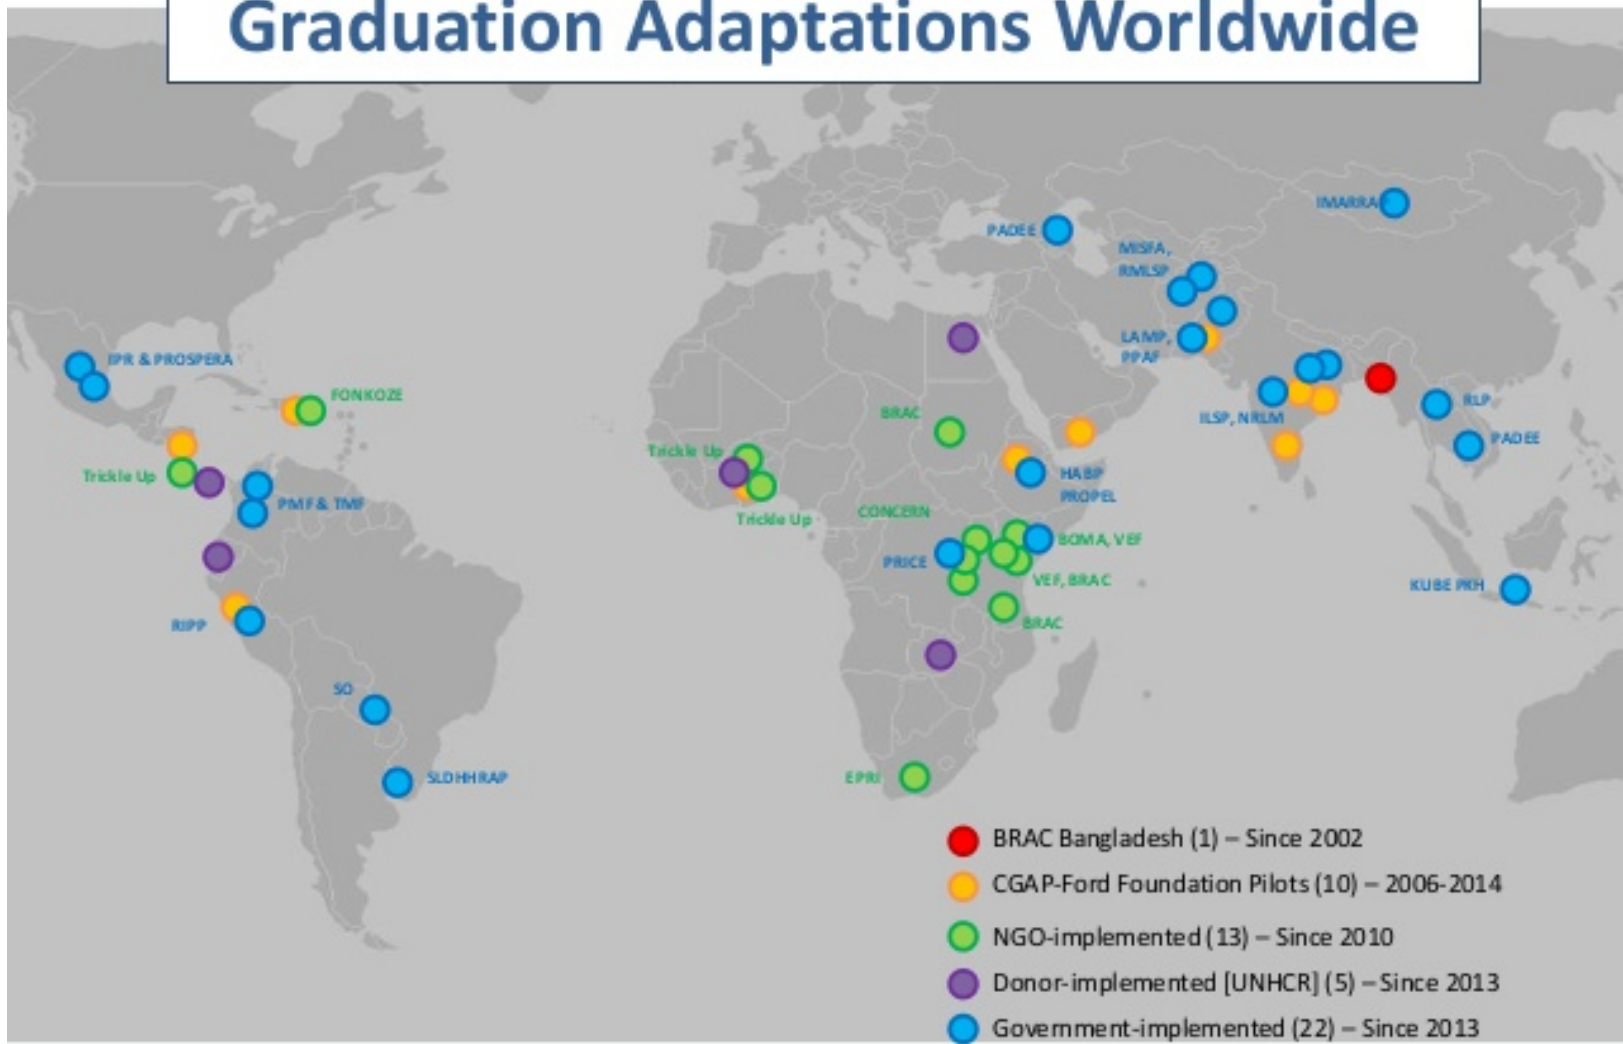 Graduation Adaptations Worldwide
IMARRA
PADEE
MISFA,
RMLSP
LAMP,
PPAF
IPR & PROSPERA
FONKOZE
BRAC
ILSP, NRLM
RLP
PADEE
Trickle Up
Trickle Up
HABP
PROPEL
PMF & TMF
CONCERN
Trickle Up
BOMA, VEF
PRICE
VEF, BRAC
KUBE PKH
RIPP
BRAC
SO
SLDHHRAP
EPRI
BRAC Bangladesh (1) – Since 2002
CGAP-Ford Foundation Pilots (10) – 2006-2014
NGO-implemented (13) – Since 2010
Donor-implemented [UNHCR] (5) – Since 2013
Government-implemented (22) – Since 2013